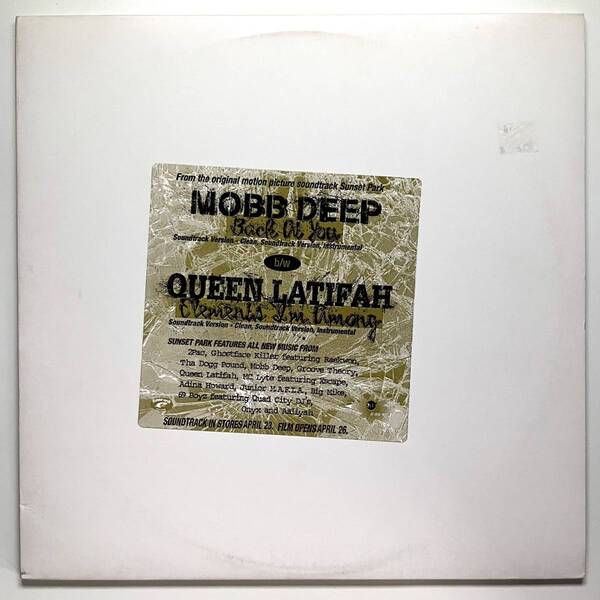 From the original motion picture soundtrack Sunset Park
MOBB DEEP
Back At You
Soundtrack Version - Clean, Soundtrack Version, Instrumental
b/w
QUEEN LATIFAH
Elements I'm Among
Soundtrack Version - Clean, Soundtrack Version, Instrumental
SUNSET PARK FEATURES ALL NEW MUSIC FROM
2Pac, Ghostface Killer featuring Raekwon,
Tha Dogg Pound, Mobb Deep, Groove Theory,
Queen Latifah, MC Lyte featuring Xscape,
Adina Howard, Junior M.A.F.I.A., Big Mike,
69 Boyz featuring Quad City DJ's,
Onyx and Aaliyah
SOUNDTRACK IN STORES APRIL 23. FILM OPENS APRIL 26.